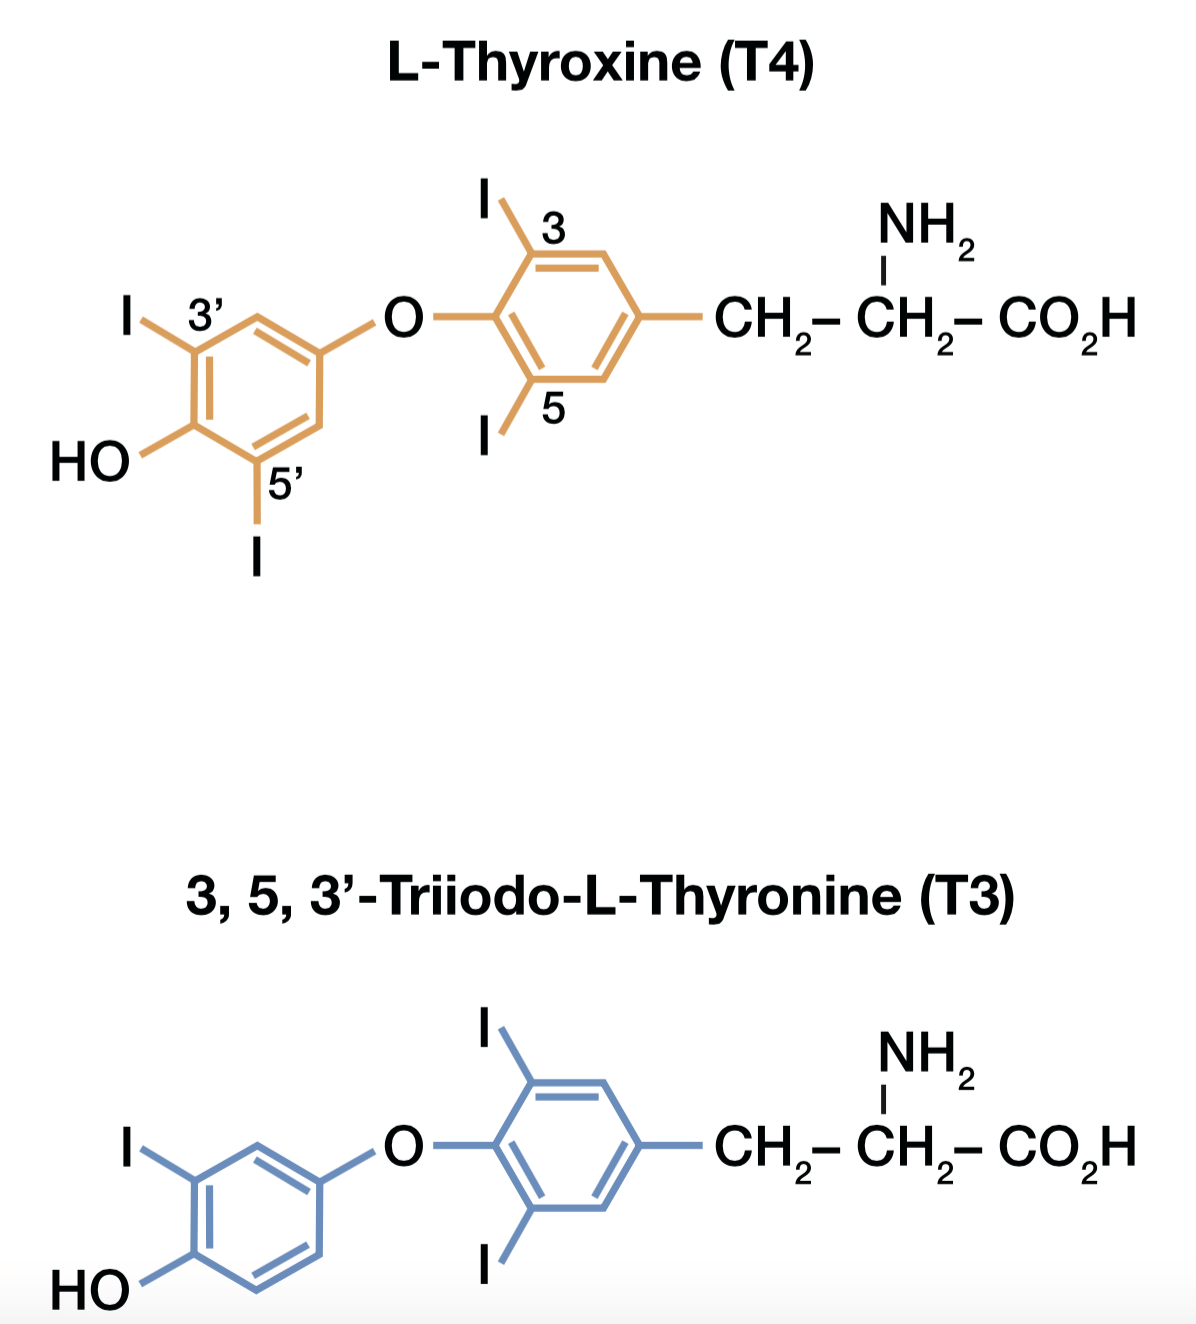 L-Thyroxine (T4)
I
3
NH₂
I
3’
O
CH₂– CH₂– CO₂H
HO
I
5
5’
I
3, 5, 3’-Triiodo-L-Thyronine (T3)
I
NH₂
I
O
CH₂– CH₂– CO₂H
HO
I